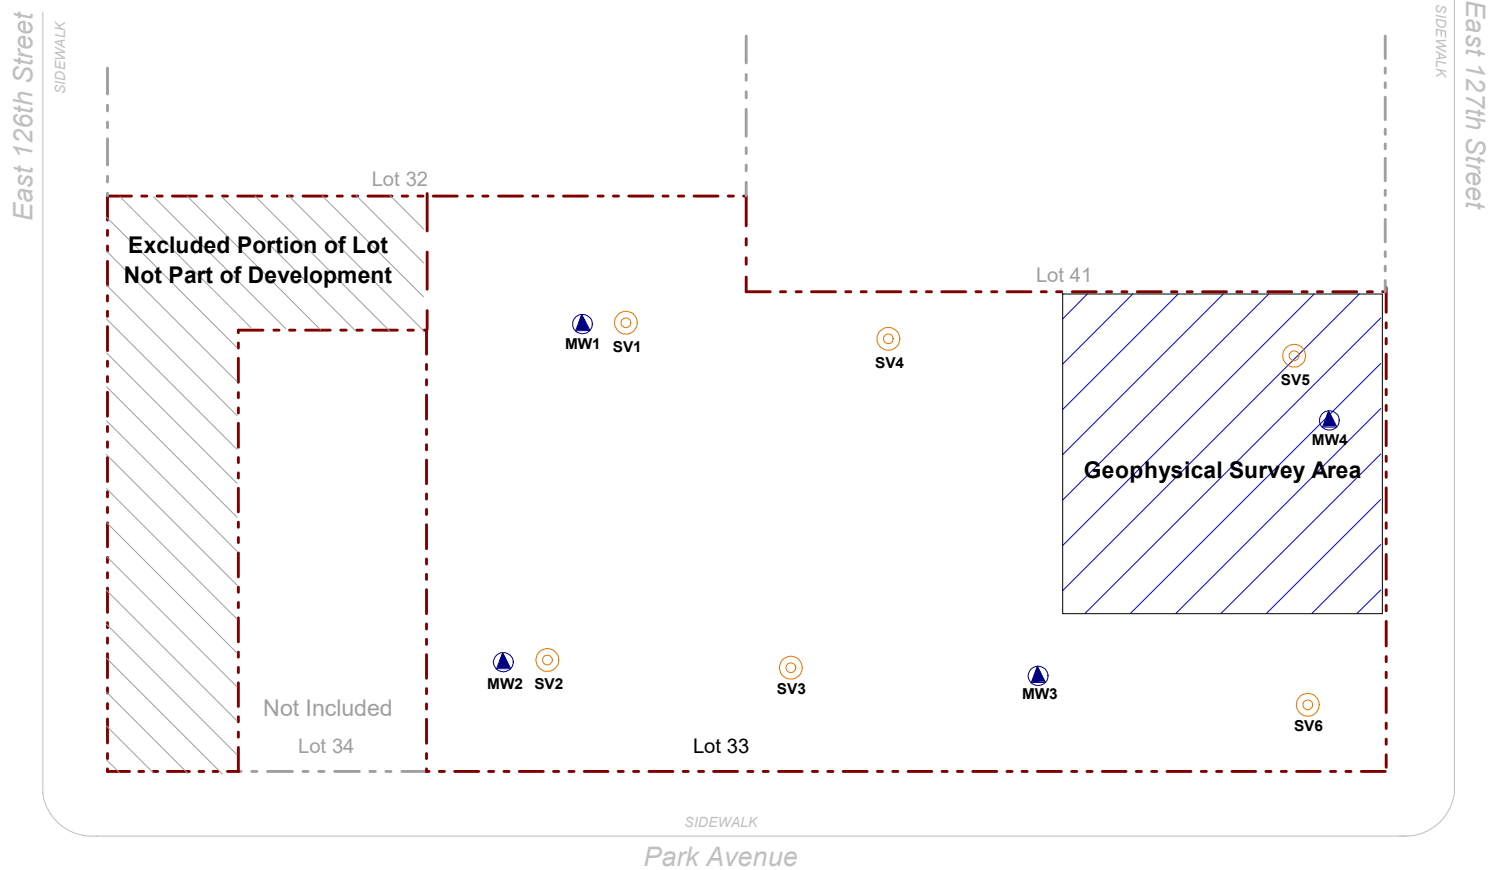 East 126th Street
SIDEWALK
SIDEWALK
East 127th Street
Lot 32
Excluded Portion of Lot
Not Part of Development
Lot 41
MW1
SV1
SV4
SV5
MW4
Geophysical Survey Area
MW2
SV2
SV3
MW3
SV6
Not Included
Lot 34
Lot 33
SIDEWALK
Park Avenue